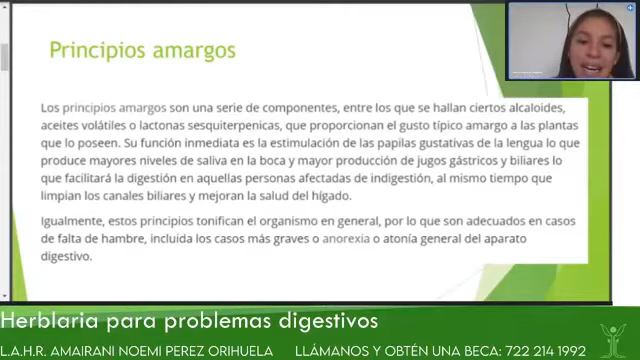 Principios amargos
Los principios amargos son una serie de componentes, entre los que se hallan ciertos alcaloides,
aceites volátiles o lactonas sesquiterpenicas, que proporcionan el gusto típico amargo a las plantas
que lo poseen. Su función inmediata es la estimulación de las papilas gustativas de la lengua lo que
produce mayores niveles de saliva en la boca y mayor producción de jugos gástricos y biliares lo
que facilitará la digestión en aquellas personas afectadas de indigestión, al mismo tiempo que
limpian los canales biliares y mejoran la salud del hígado.
Igualmente, estos principios tonifican el organismo en general, por lo que son adecuados en casos
de falta de hambre, incluida los casos más graves o anorexia o atonía general del aparato
digestivo.
Herblaria para problemas digestivos
L.A.H.R. AMAIRANI NOEMI PEREZ ORIHUELA LLÁMANOS Y OBTÉN UNA BECA: 722 214 1992